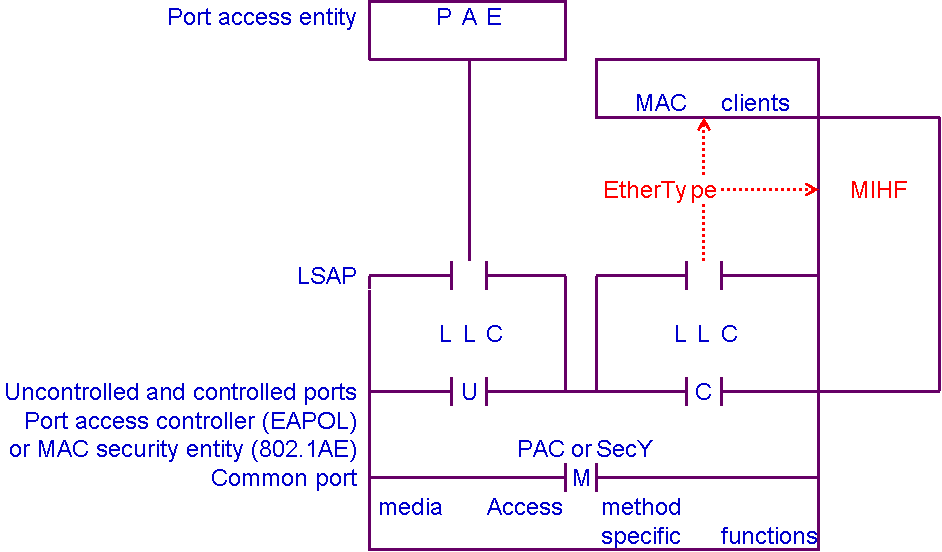 Port access entity P A E
MAC clients
EtherType MIHF
LSAP
L L C L L C
Uncontrolled and controlled ports U C
Port access controller (EAPOL)
or MAC security entity (802.1AE) PAC or SecY
Common port M
media Access method
specific functions